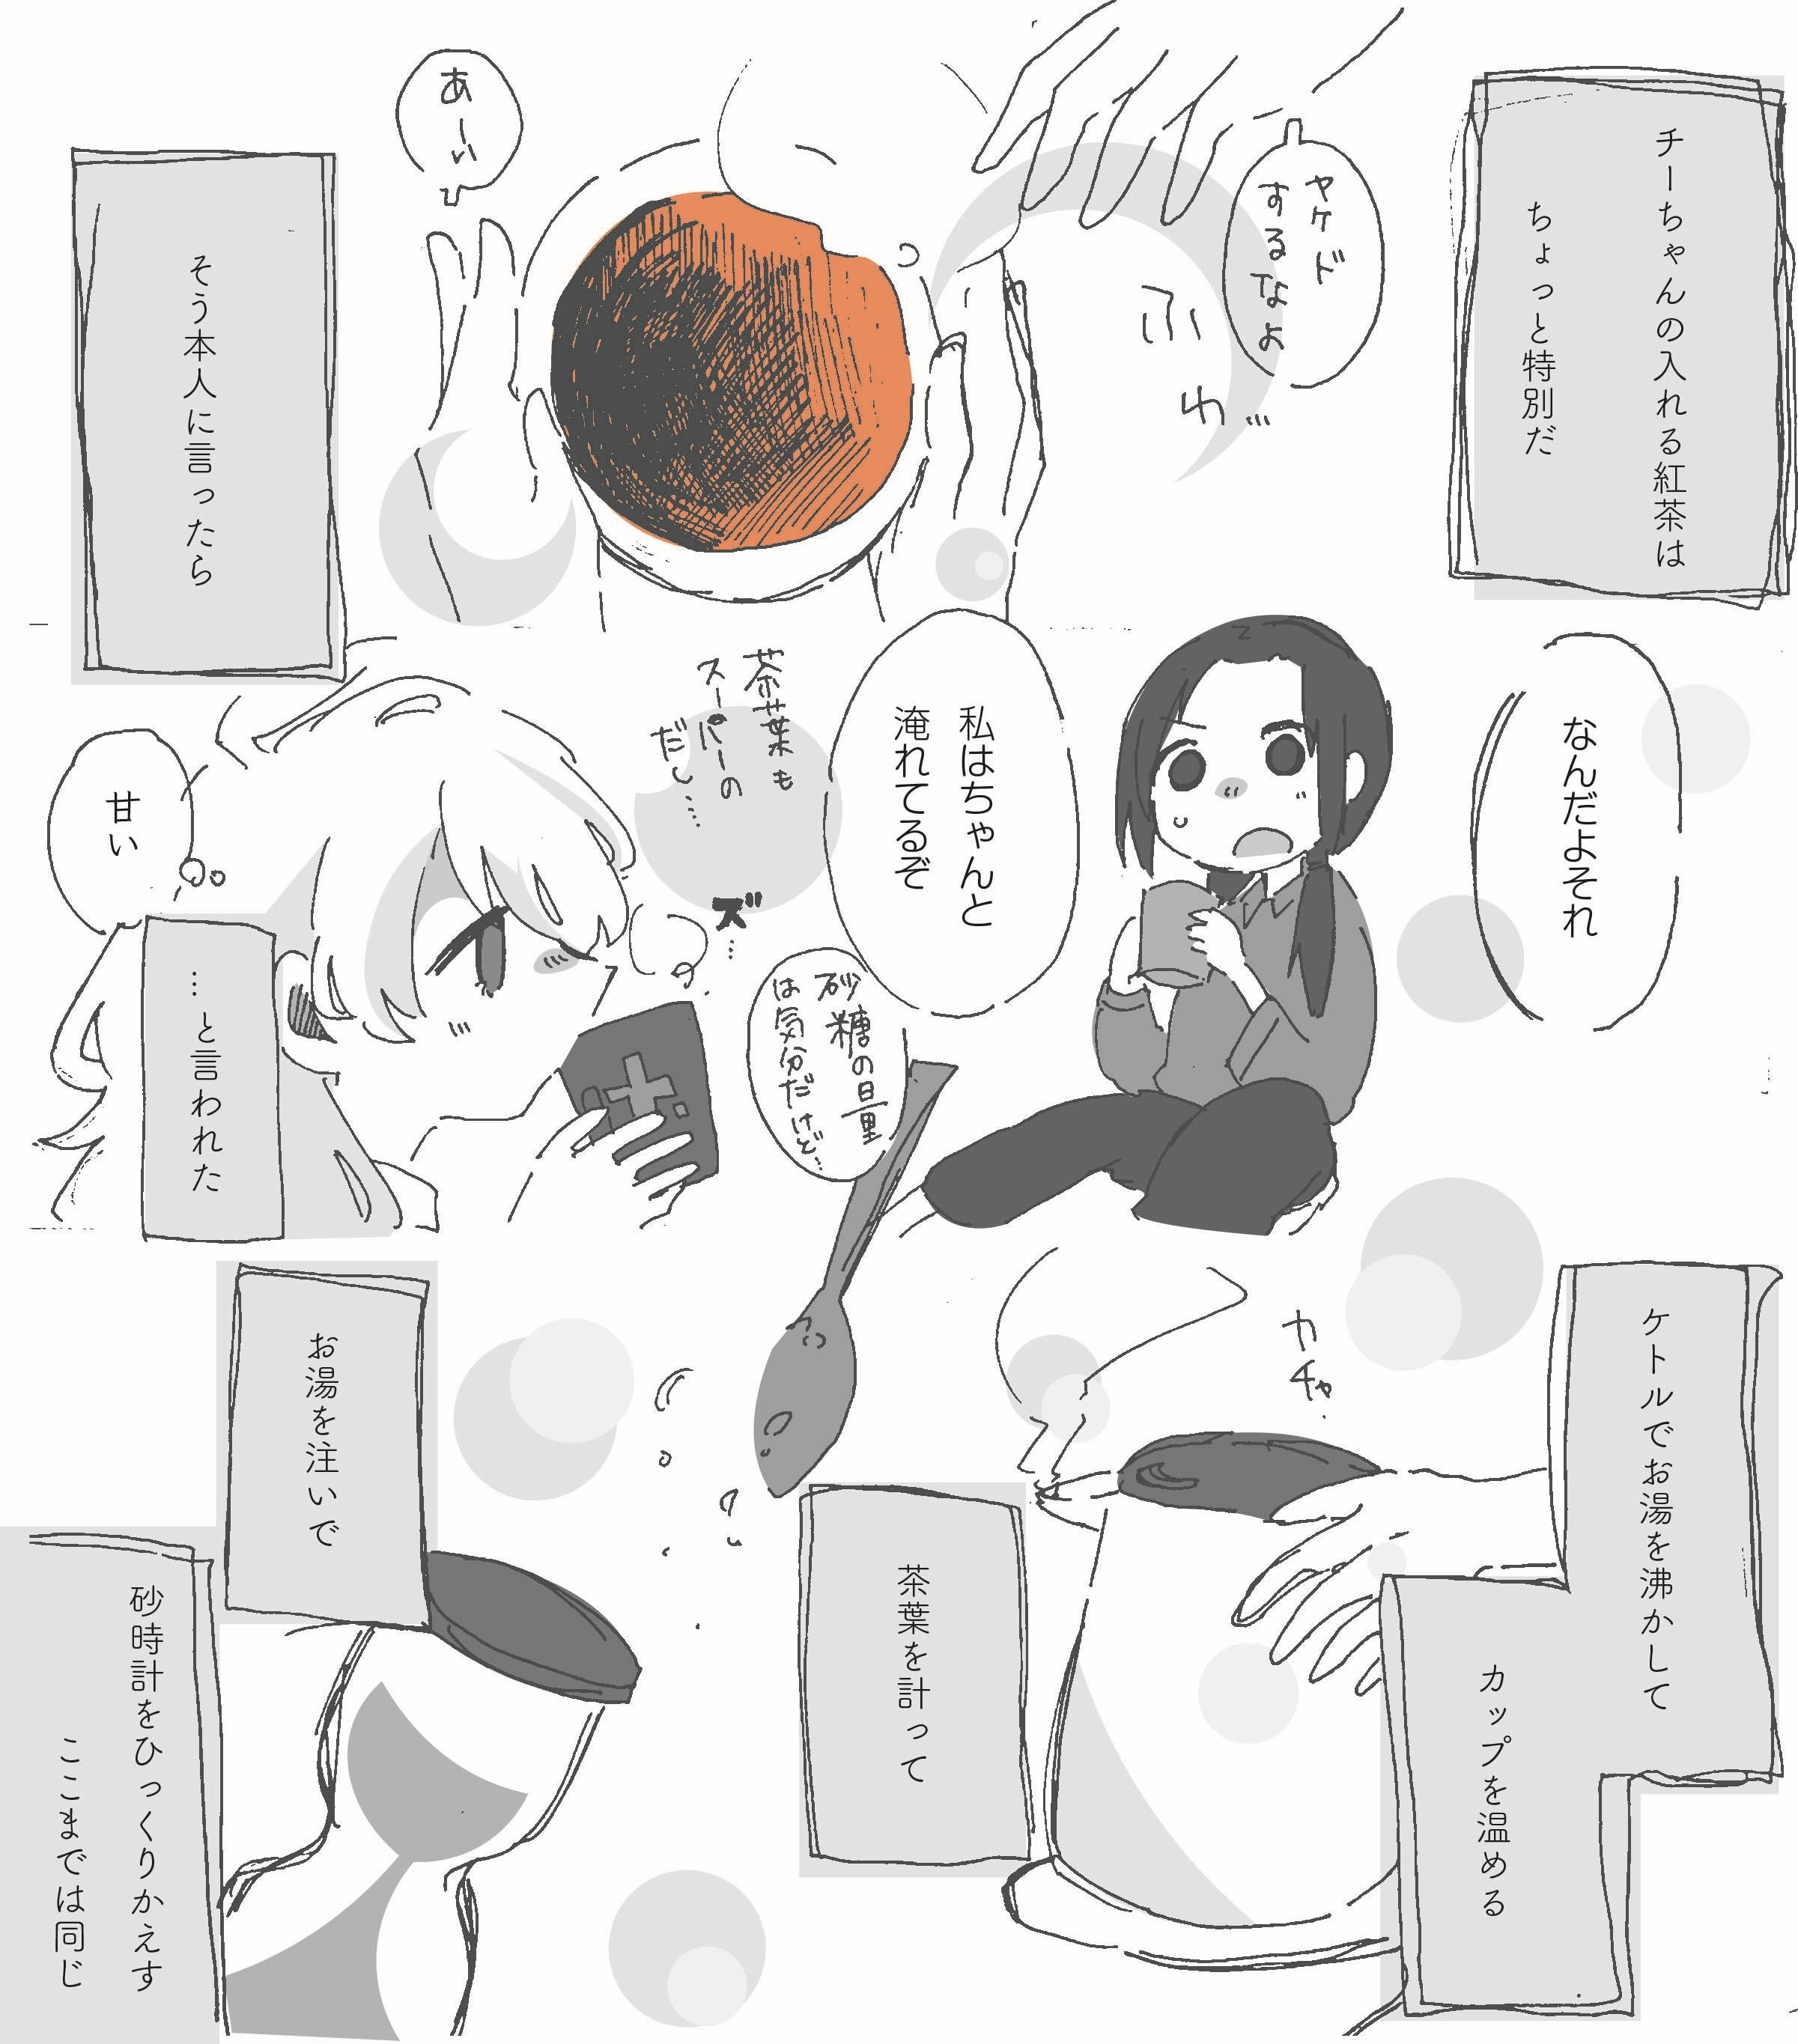 チーちゃんの入れる紅茶は
ちょっと特別だ
ヤケド
するなよ
ふわ…
あーい
そう本人に言ったら
なんだよそれ
私はちゃんと
淹れてるぞ
茶葉も
スーパーの
だし…
ズ…
砂糖の量
は気分だけど…
甘い
…と言われた
ケトルでお湯を沸かして
カップを温める
カチャ
茶葉を計って
お湯を注いで
砂時計をひっくりかえす
ここまでは同じ